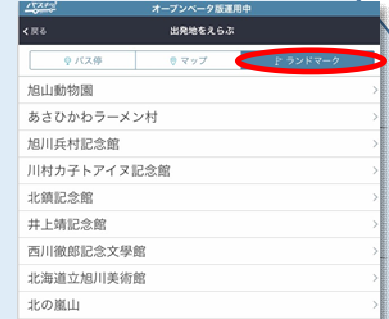 バスキタ
オープンベータ版運用中
戻る
出発地をえらぶ
バス停
マップ
ランドマーク
旭山動物園
あさひかわラーメン村
旭川兵村記念館
川村カ子トアイヌ記念館
北鎮記念館
井上靖記念館
西川徹郎記念文學館
北海道立旭川美術館
北の嵐山